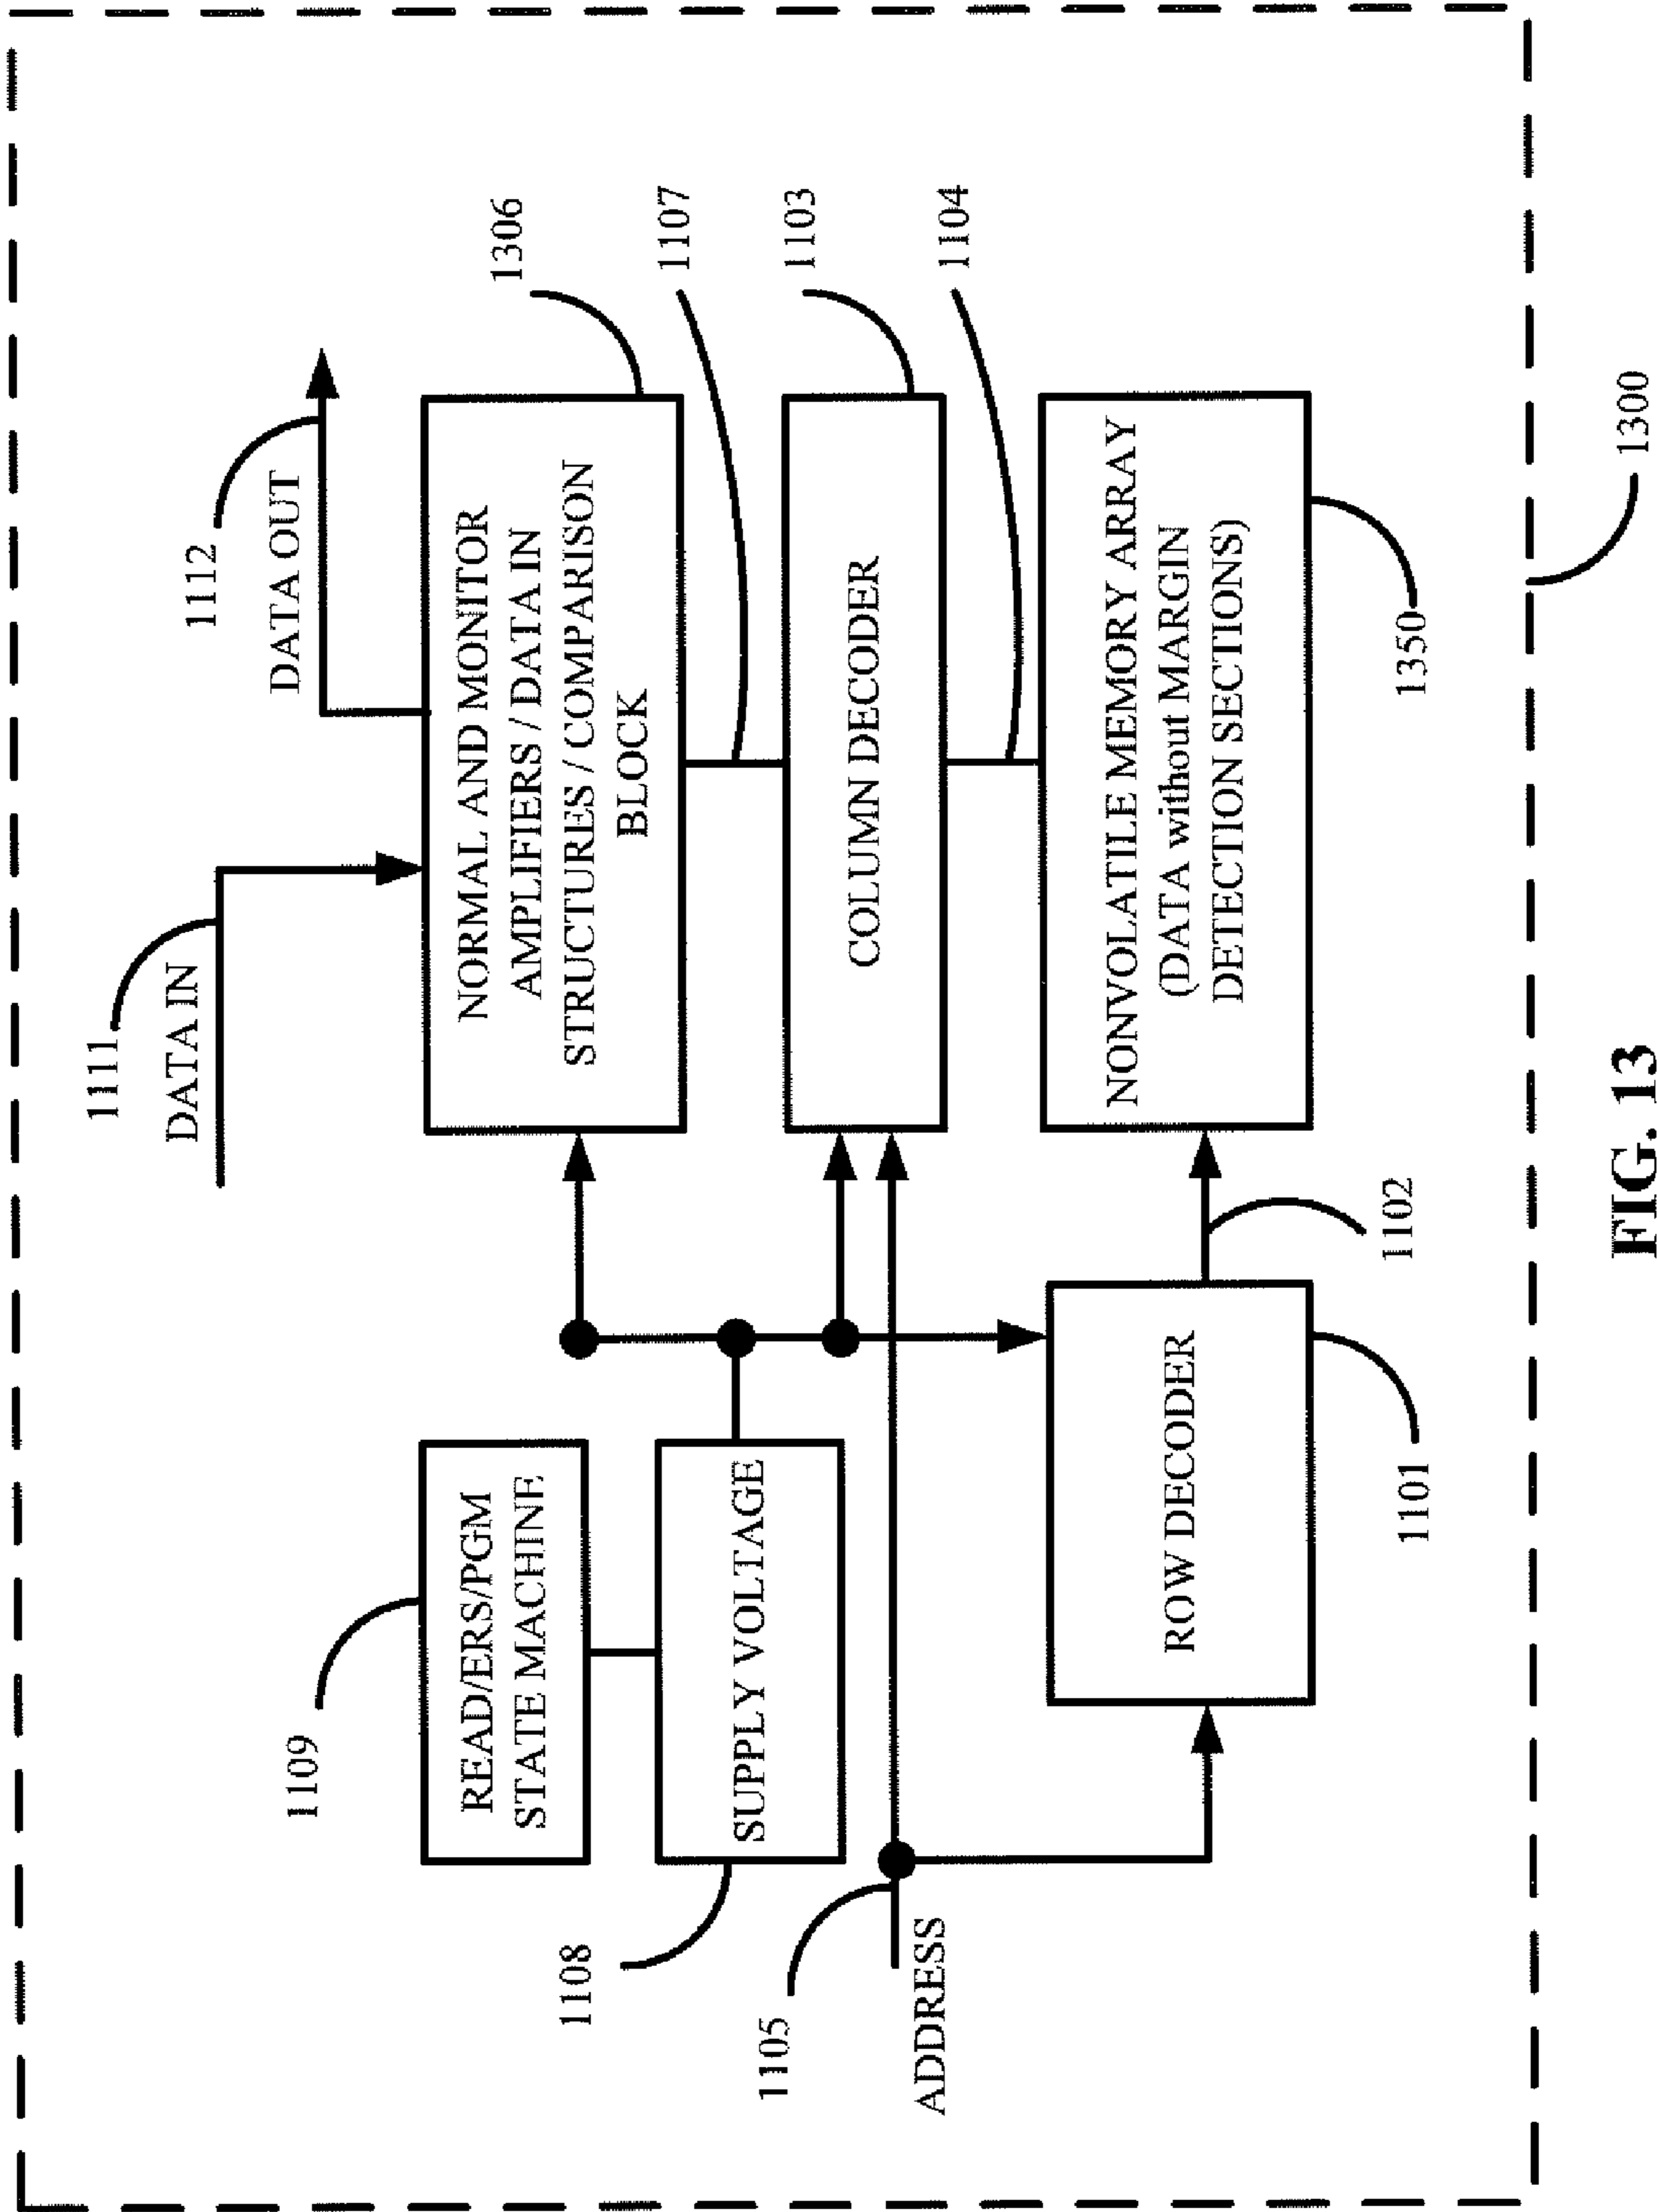 1111
DATA IN
1112
DATA OUT
1109
READ/ERS/PGM
STATE MACHINE
NORMAL AND MONITOR
AMPLIFIERS / DATA IN
STRUCTURES / COMPARISON
BLOCK
1306
1107
1108
SUPPLY VOLTAGE
COLUMN DECODER
1103
1105
ADDRESS
1104
ROW DECODER
1101
1102
NONVOLATILE MEMORY ARRAY
(DATA without MARGIN
DETECTION SECTIONS)
1350
1300
FIG. 13